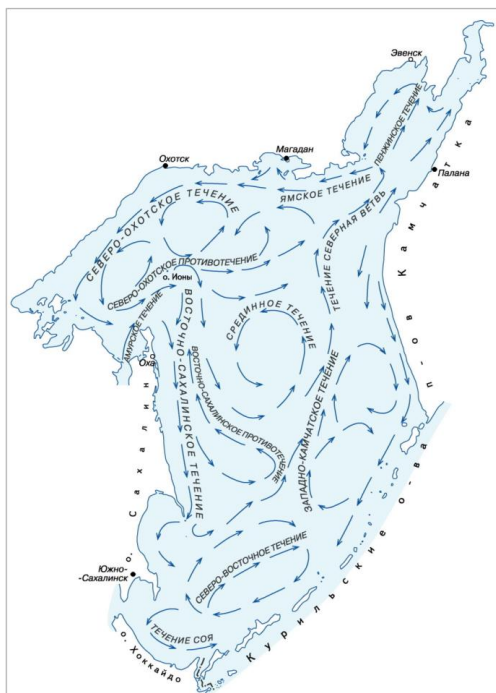 Эвенск
ПЕНЖИНСКОЕ ТЕЧЕНИЕ
Охотск
Магадан
Палана
ЯМСКОЕ ТЕЧЕНИЕ
СЕВЕРО-ОХОТСКОЕ ТЕЧЕНИЕ
п-ов Камчатка
ТЕЧЕНИЕ СЕВЕРНАЯ ВЕТВЬ
СЕВЕРО-ОХОТСКОЕ ПРОТИВОТЕЧЕНИЕ
о. Ионы
АМУРСКОЕ ТЕЧЕНИЕ
СРЕДИННОЕ ТЕЧЕНИЕ
Оха
ВОСТОЧНО-САХАЛИНСКОЕ ТЕЧЕНИЕ
ВОСТОЧНО-САХАЛИНСКОЕ ПРОТИВОТЕЧЕНИЕ
ЗАПАДНО-КАМЧАТСКОЕ ТЕЧЕНИЕ
о. Сахалин
СЕВЕРО-ВОСТОЧНОЕ ТЕЧЕНИЕ
Южно-
-Сахалинск
ТЕЧЕНИЕ СОЯ
Курильские о-ва
о. Хоккайдо